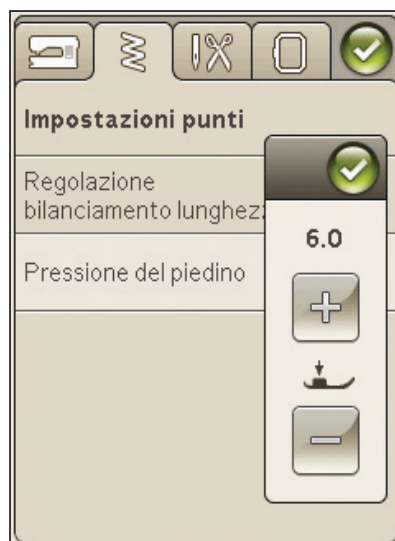 Impostazioni punti
Regolazione
bilanciamento lunghez
6.0
Pressione del piedino